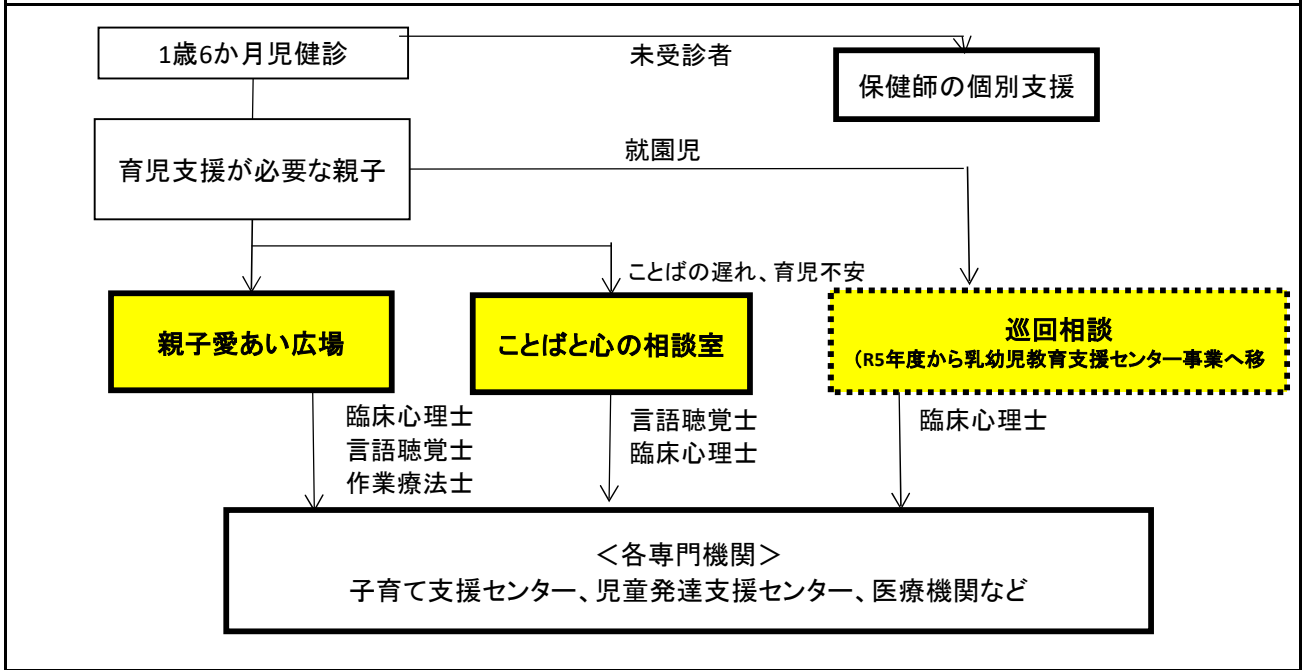 1歳6か月児健診
未受診者
保健師の個別支援
育児支援が必要な親子
就園児
ことばの遅れ、育児不安
親子愛あい広場
ことばと心の相談室
巡回相談
（R5年度から乳幼児教育支援センター事業へ移
臨床心理士
言語聴覚士
作業療法士
言語聴覚士
臨床心理士
臨床心理士
＜各専門機関＞
子育て支援センター、児童発達支援センター、医療機関など